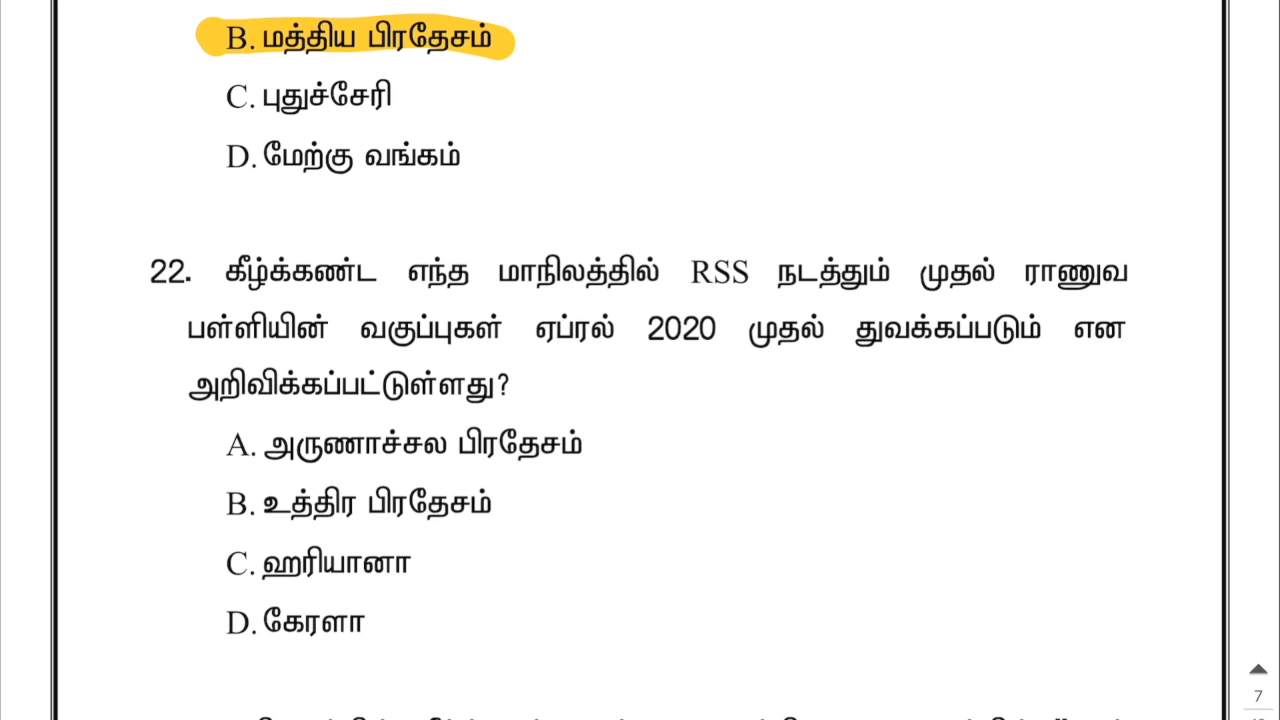 B. மத்திய பிரதேசம்
C. புதுச்சேரி
D. மேற்கு வங்கம்
22. கீழ்க்கண்ட எந்த மாநிலத்தில் RSS நடத்தும் முதல் ராணுவ
பள்ளியின் வகுப்புகள் ஏப்ரல் 2020 முதல் துவக்கப்படும் என
அறிவிக்கப்பட்டுள்ளது?
A. அருணாச்சல பிரதேசம்
B. உத்திர பிரதேசம்
C. ஹரியானா
D. கேரளா
7